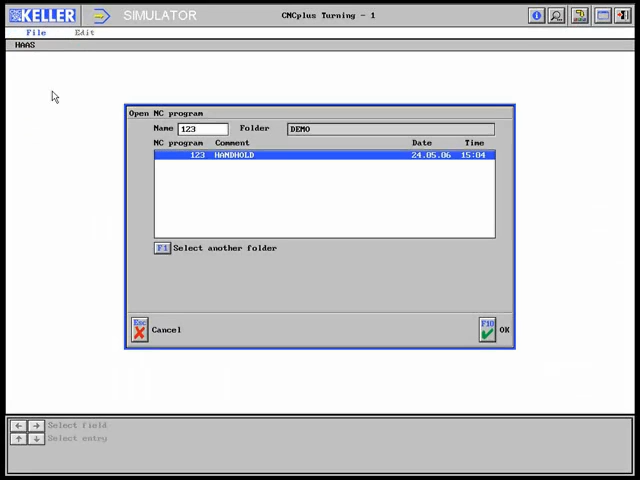 KELLER SIMULATOR CNCplus Turning - 1
File Edit
HAAS
Open NC program
Name 123 Folder DEMO
NC program Comment Date Time
123 HANDHOLD 24.05.06 15:04
F1 Select another folder
Esc Cancel F10 OK
Select field
Select entry